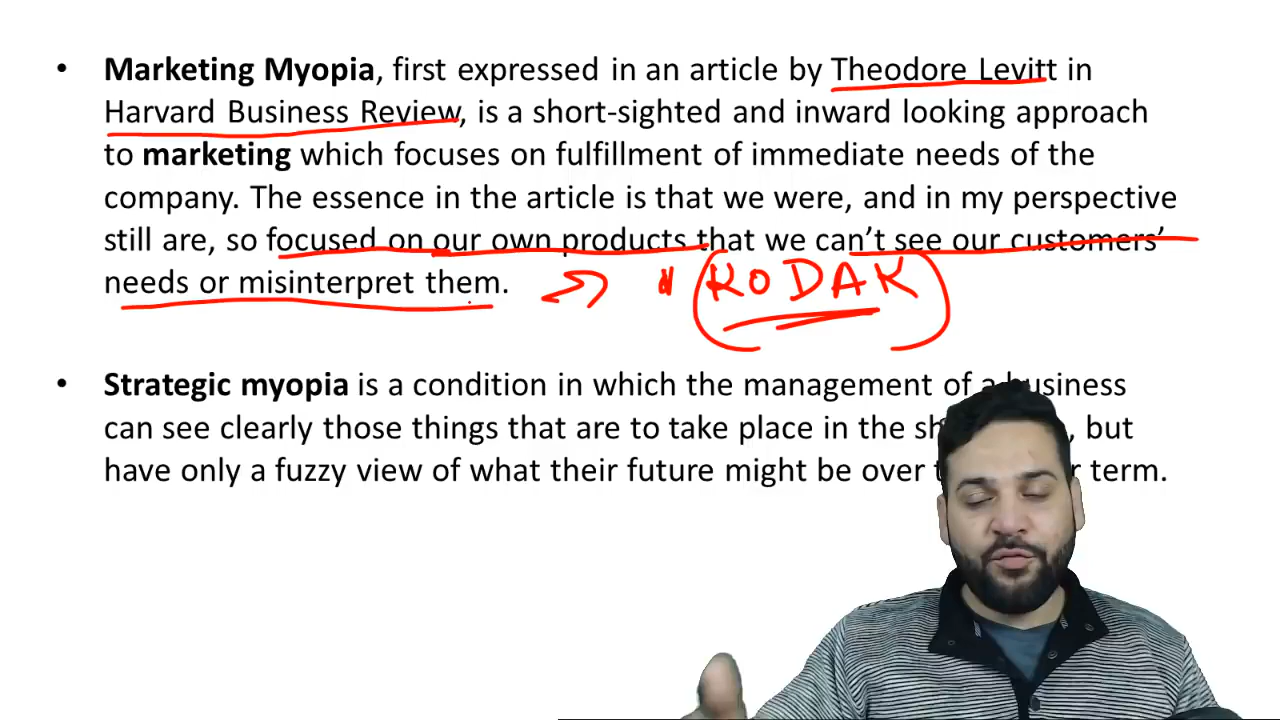 • Marketing Myopia, first expressed in an article by Theodore Levitt in
Harvard Business Review, is a short-sighted and inward looking approach
to marketing which focuses on fulfillment of immediate needs of the
company. The essence in the article is that we were, and in my perspective
still are, so focused on our own products that we can't see our customers'
needs or misinterpret them.
KODAK
• Strategic myopia is a condition in which the management of a business
can see clearly those things that are to take place in the , but
have only a fuzzy view of what their future might be over term.